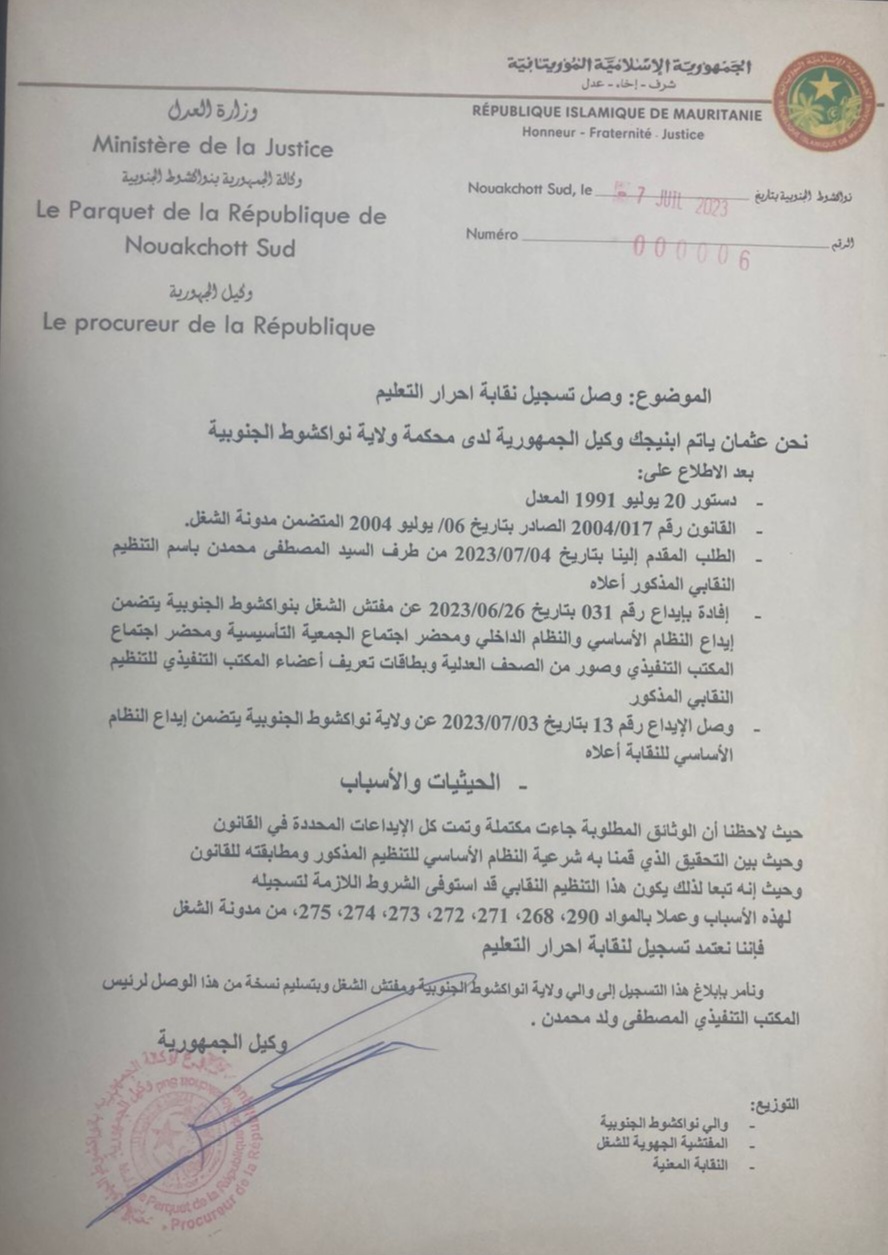 الجمهورية الإسلامية الموريتانية
شرف - إخاء - عدل
RÉPUBLIQUE ISLAMIQUE DE MAURITANIE
Honneur - Fraternité - Justice
وزارة العدل
Ministère de la Justice
وكالة الجمهورية بنواكشوط الجنوبية
Le Parquet de la République de
Nouakchott Sud
وكيل الجمهورية
Le procureur de la République
Nouakchott Sud, le 7 JUIL 2023 نواكشوط الجنوبية بتاريخ
Numéro 000006 الرقم
الموضوع: وصل تسجيل نقابة احرار التعليم
نحن عثمان ياتم ابنيجك وكيل الجمهورية لدى محكمة ولاية نواكشوط الجنوبية
بعد الاطلاع على:
- دستور 20 يوليو 1991 المعدل
- القانون رقم 2004/017 الصادر بتاريخ 06/ يوليو 2004 المتضمن مدونة الشغل.
- الطلب المقدم إلينا بتاريخ 2023/07/04 من طرف السيد المصطفى محمدن باسم التنظيم
النقابي المذكور أعلاه
- إفادة بإيداع رقم 031 بتاريخ 2023/06/26 عن مفتش الشغل بنواكشوط الجنوبية يتضمن
إيداع النظام الأساسي والنظام الداخلي ومحضر اجتماع الجمعية التأسيسية ومحضر اجتماع
المكتب التنفيذي وصور من الصحف العدلية وبطاقات تعريف أعضاء المكتب التنفيذي للتنظيم
النقابي المذكور
- وصل الإيداع رقم 13 بتاريخ 2023/07/03 عن ولاية نواكشوط الجنوبية يتضمن إيداع النظام
الأساسي للنقابة أعلاه
- الحيثيات والأسباب
حيث لاحظنا أن الوثائق المطلوبة جاءت مكتملة وتمت كل الإيداعات المحددة في القانون
وحيث بين التحقيق الذي قمنا به شرعية النظام الأساسي للتنظيم المذكور ومطابقته للقانون
وحيث إنه تبعا لذلك يكون هذا التنظيم النقابي قد استوفى الشروط اللازمة لتسجيله
لهذه الأسباب وعملا بالمواد 290، 268، 271، 272، 273، 274، 275، من مدونة الشغل
فإننا نعتمد تسجيل لنقابة احرار التعليم
ونامر بإبلاغ هذا التسجيل إلى والي ولاية انواكشوط الجنوبية ومفتش الشغل وبتسليم نسخة من هذا الوصل لرئيس
المكتب التنفيذي المصطفى ولد محمدن .
وكيل الجمهورية
Parquet de la République
Procureur de la
التوزيع:
- والي نواكشوط الجنوبية
- المفتشية الجهوية للشغل
- النقابة المعنية